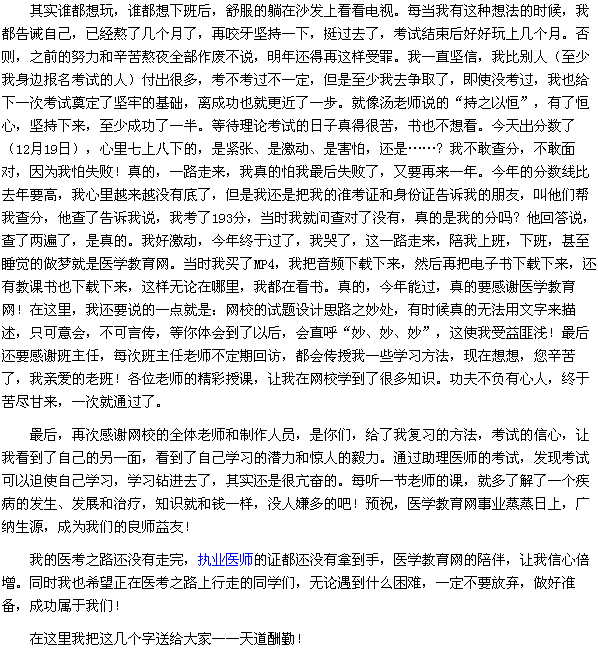 其实谁都想玩，谁都想下班后，舒服的躺在沙发上看看电视。每当我有这种想法的时候，我
都告诫自己，已经熬了几个月了，再咬牙坚持一下，挺过去了，考试结束后好好玩上几个月。否
则，之前的努力和辛苦熬夜全部作废不说，明年还得再这样受罪。我一直坚信，我比别人（至少
我身边报名考试的人）付出很多，考不考过不一定，但是至少我去争取了，即使没考过，我也给
下一次考试奠定了坚牢的基础，离成功也就更近了一步。就像汤老师说的“持之以恒”，有了恒
心，坚持下来，至少成功了一半。等待理论考试的日子真得很苦，书也不想看。今天出分数了
（12月19日），心里七上八下的，是紧张、是激动、是害怕，还是……？我不敢查分，不敢面
对，因为我怕失败！真的，一路走来，我真的怕我最后失败了，又要再来一年。今年的分数线比
去年要高，我心里越来越没有底了，但是我还是把我的准考证和身份证告诉我的朋友，叫他们帮
我查分，他查了告诉我说，我考了193分，当时我就问查对了没有，真的是我的分吗？他回答说，
查了两遍了，是真的。我好激动，今年终于过了，我哭了，这一路走来，陪我上班，下班，甚至
睡觉的做梦就是医学教育网。当时我买了MP4，我把音频下载下来，然后再把电子书下载下来，还
有教课书也下载下来，这样无论在哪里，我都在看书。真的，今年能过，真的要感谢医学教育
网！在这里，我还要说的一点就是：网校的试题设计思路之妙处，有时候真的无法用文字来描
述，只可意会，不可言传，等你体会到了以后，会直呼“妙、妙、妙”，这使我受益匪浅！最后
还要感谢班主任，每次班主任老师不定期回访，都会传授我一些学习方法，现在想想，您辛苦
了，我亲爱的老班！各位老师的精彩授课，让我在网校学到了很多知识。功夫不负有心人，终于
苦尽甘来，一次就通过了。
最后，再次感谢网校的全体老师和制作人员，是你们，给了我复习的方法，考试的信心，让
我看到了自己的另一面，看到了自己学习的潜力和惊人的毅力。通过助理医师的考试，发现考试
可以迫使自己学习，学习钻进去了，其实还是很亢奋的。每听一节老师的课，就多了解了一个疾
病的发生、发展和治疗，知识就和钱一样，没人嫌多的吧！预祝，医学教育网事业蒸蒸日上，广
纳生源，成为我们的良师益友！
我的医考之路还没有走完，执业医师的证都还没有拿到手，医学教育网的陪伴，让我信心倍
增。同时我也希望正在医考之路上行走的同学们，无论遇到什么困难，一定不要放弃，做好准
备，成功属于我们！
在这里我把这几个字送给大家——天道酬勤！